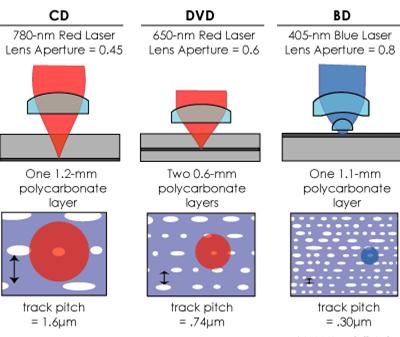 CD
780-nm Red Laser
Lens Aperture = 0.45
One 1.2-mm
polycarbonate
layer
track pitch
= 1.6µm
DVD
650-nm Red Laser
Lens Aperture = 0.6
Two 0.6-mm
polycarbonate
layers
track pitch
= .74µm
BD
405-nm Blue Laser
Lens Aperture = 0.8
One 1.1-mm
polycarbonate
layer
track pitch
= .30µm